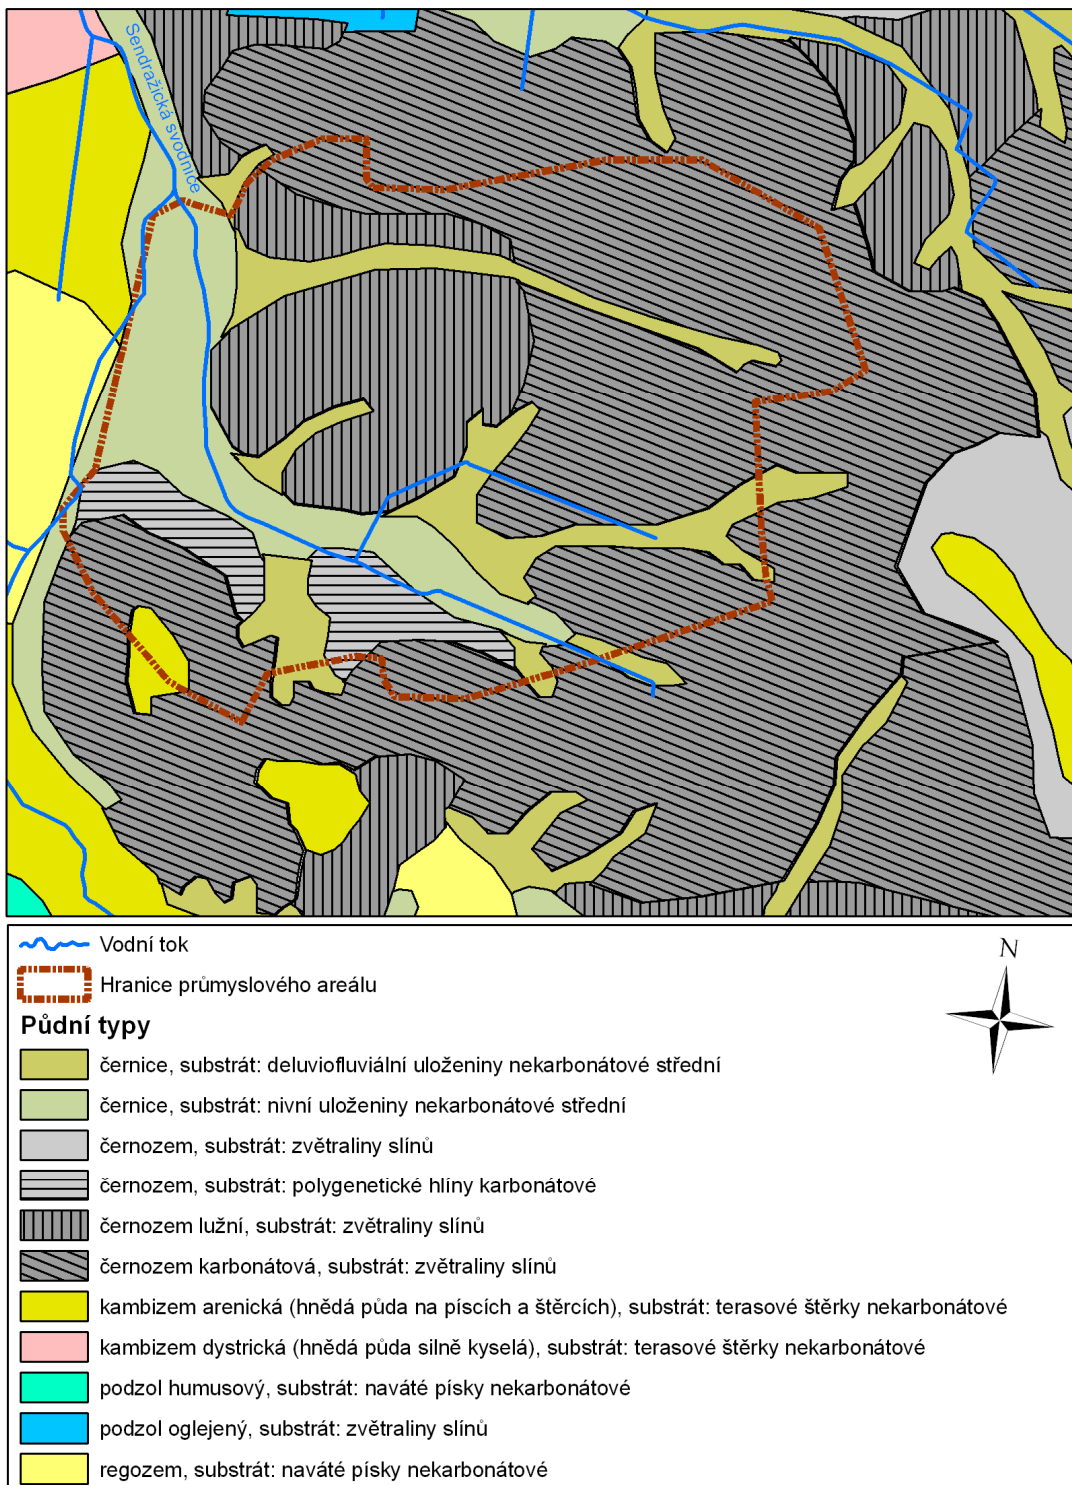 Sendražická svodnice
Vodní tok
N
Hranice průmyslového areálu
Půdní typy
černice, substrát: deluviofluviální uloženiny nekarbonátové střední
černice, substrát: nivní uloženiny nekarbonátové střední
černozem, substrát: zvětraliny slínů
černozem, substrát: polygenetické hlíny karbonátové
černozem lužní, substrát: zvětraliny slínů
černozem karbonátová, substrát: zvětraliny slínů
kambizem arenická (hnědá půda na píscích a štěrcích), substrát: terasové štěrky nekarbonátové
kambizem dystrická (hnědá půda silně kyselá), substrát: terasové štěrky nekarbonátové
podzol humusový, substrát: naváté písky nekarbonátové
podzol oglejený, substrát: zvětraliny slínů
regozem, substrát: naváté písky nekarbonátové